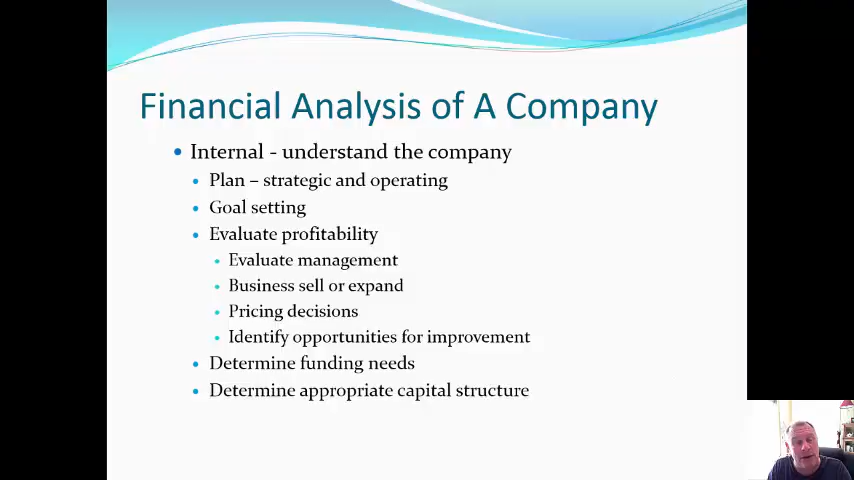 Financial Analysis of A Company
Internal - understand the company
Plan – strategic and operating
Goal setting
Evaluate profitability
Evaluate management
Business sell or expand
Pricing decisions
Identify opportunities for improvement
Determine funding needs
Determine appropriate capital structure